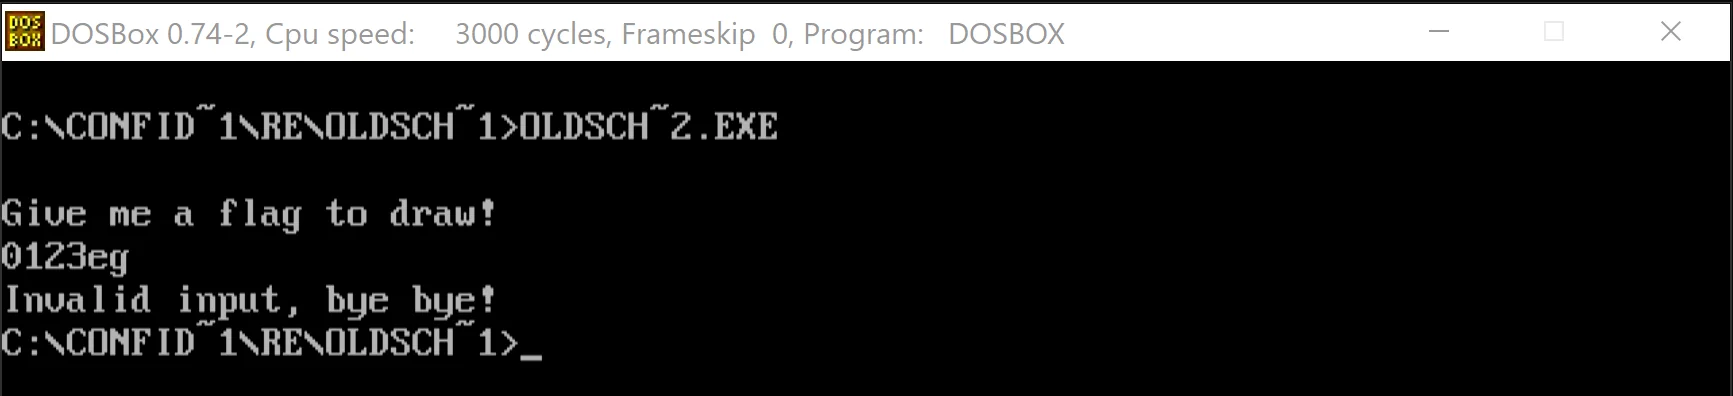 DOS
BOX
DOSBox 0.74-2, Cpu speed: 3000 cycles, Frameskip 0, Program: DOSBOX
C:\CONFID~1\RE\OLDSCH~1>OLDSCH~2.EXE
Give me a flag to draw!
0123eg
Invalid input, bye bye!
C:\CONFID~1\RE\OLDSCH~1>_